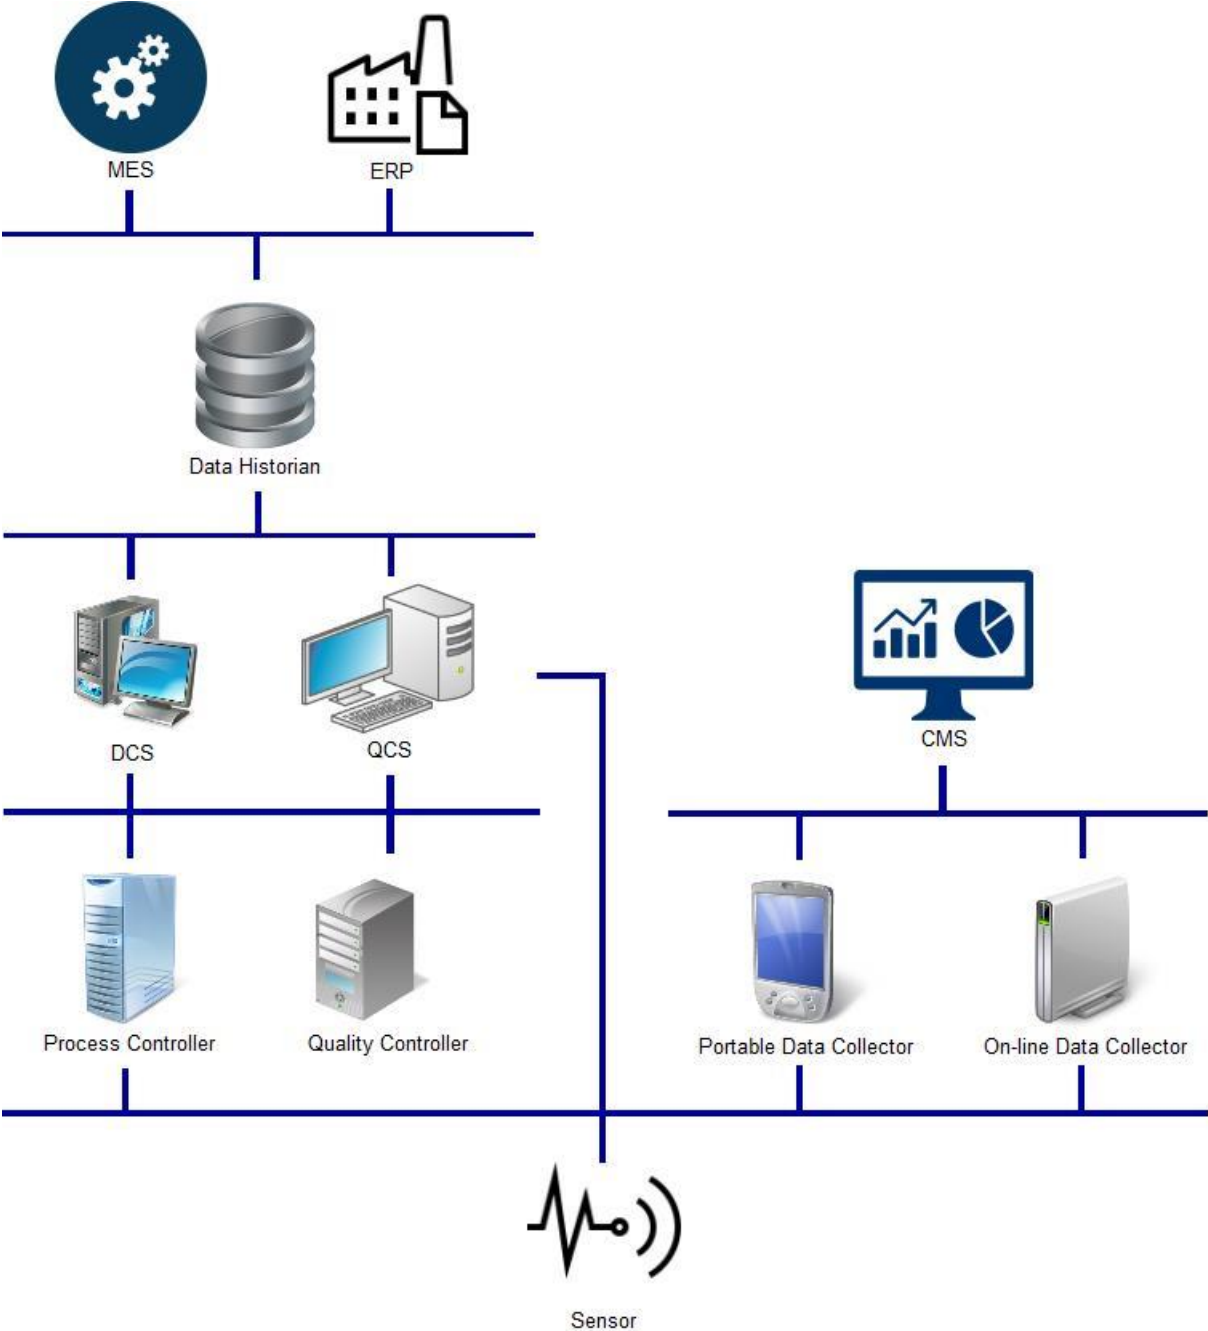 MES
ERP
Data Historian
DCS
QCS
CMS
Process Controller
Quality Controller
Portable Data Collector
On-line Data Collector
Sensor